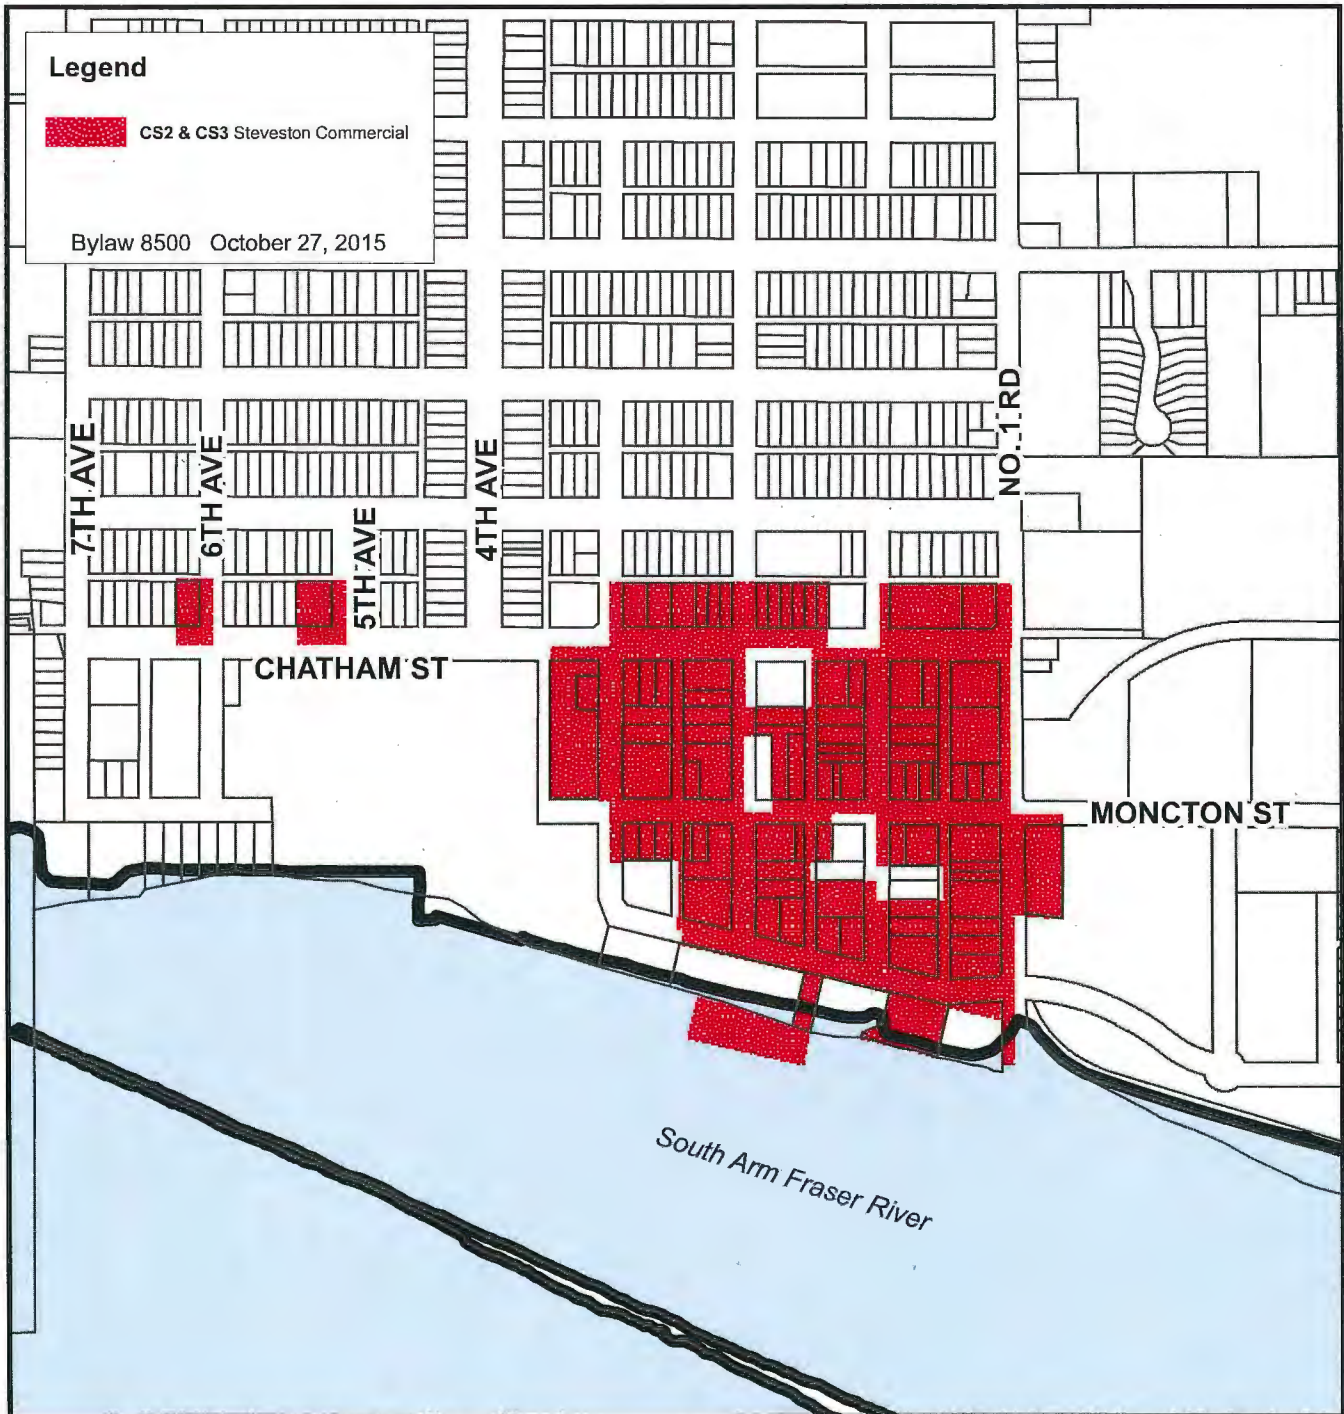 Legend
CS2 & CS3 Steveston Commercial
Bylaw 8500 October 27, 2015
NO. 1 RD
7TH AVE
6TH AVE
4TH AVE
5TH AVE
CHATHAM ST
MONCTON ST
South Arm Fraser River